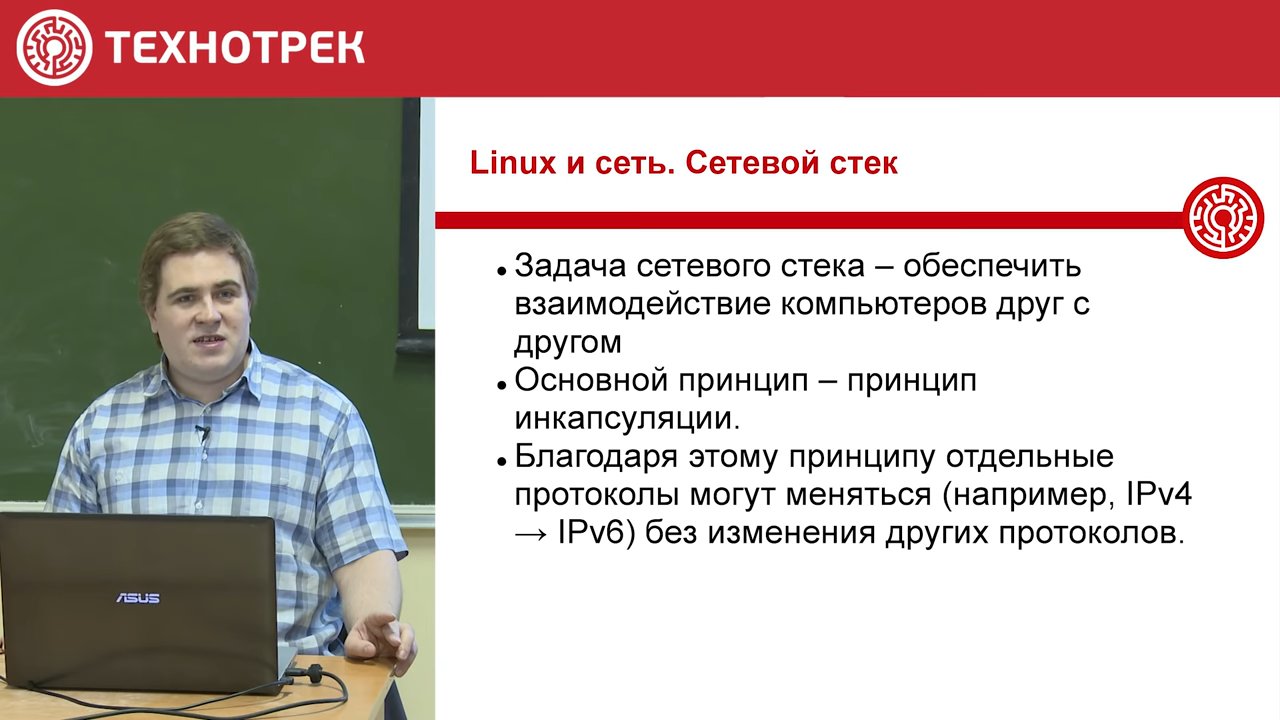 ТЕХНОТРЕК
Linux и сеть. Сетевой стек
Задача сетевого стека – обеспечить
взаимодействие компьютеров друг с
другом
Основной принцип – принцип
инкапсуляции.
Благодаря этому принципу отдельные
протоколы могут меняться (например, IPv4
→ IPv6) без изменения других протоколов.
ASUS